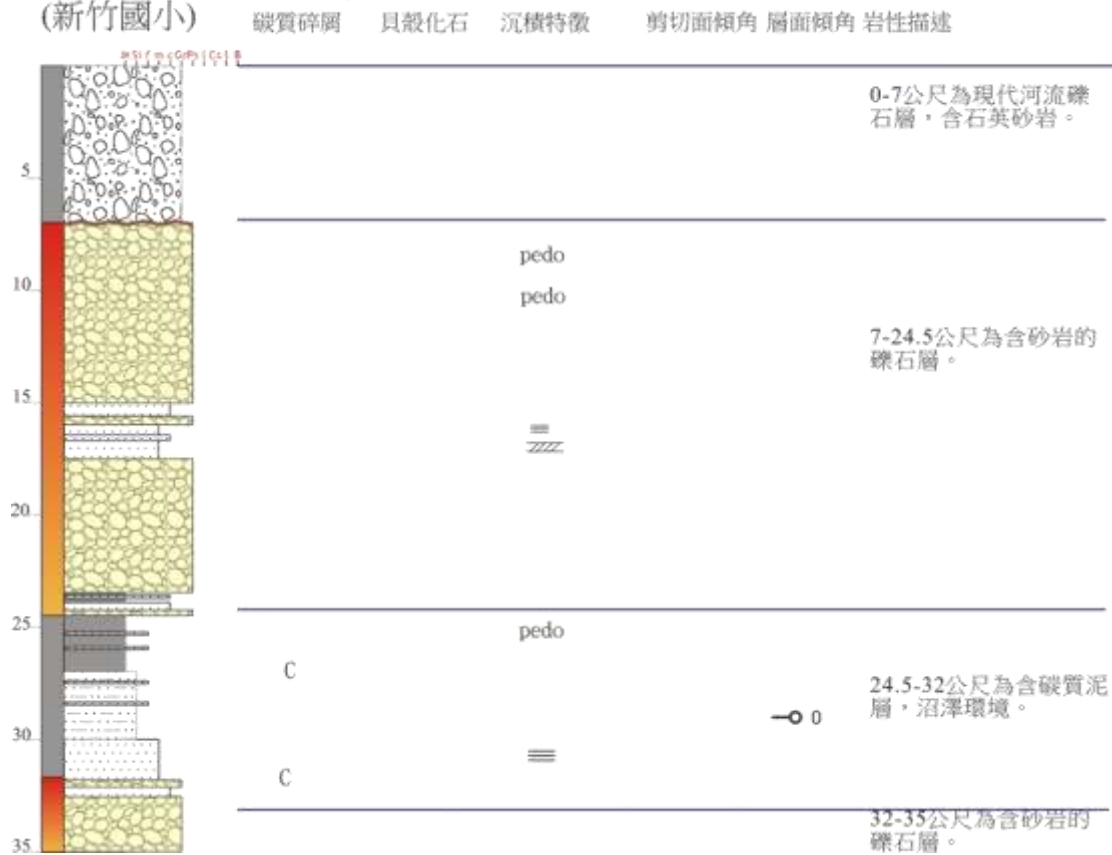 (新竹國小)
碳質碎屑 貝殼化石 沉積特徵 剪切面傾角 層面傾角 岩性描述
0-7公尺為現代河流礫
石層，含石英砂岩。
5
pedo
10
pedo
7-24.5公尺為含砂岩的
礫石層。
15
20
25
pedo
C
24.5-32公尺為含碳質泥
層，沼澤環境。
0
30
C
32-35公尺為含砂岩的
礫石層。
35